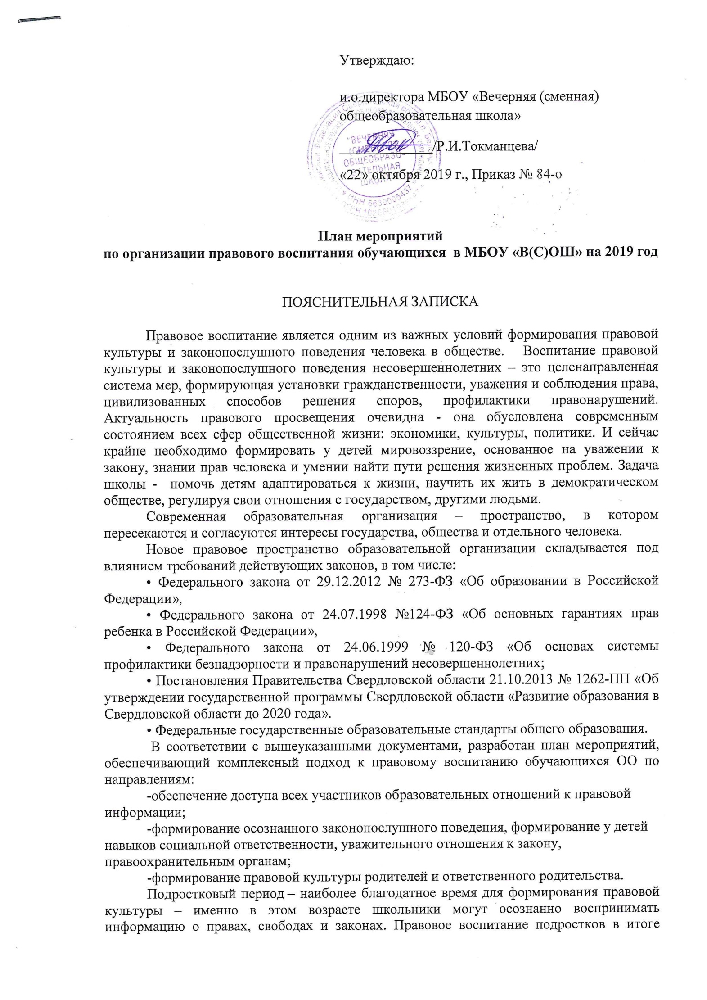 Утверждаю:
и.о.директора МБОУ «Вечерняя (сменная)
общеобразовательная школа»
/Р.И.Токманцева/
«22» октября 2019 г., Приказ № 84-о
"ВЕЧЕРНЯЯ
ОБЩЕОБРАЗО-
ВАТЕЛЬНАЯ
ШКОЛА
* ИНН 6639005437 *
План мероприятий
по организации правового воспитания обучающихся в МБОУ «В(С)ОШ» на 2019 год
ПОЯСНИТЕЛЬНАЯ ЗАПИСКА
Правовое воспитание является одним из важных условий формирования правовой
культуры и законопослушного поведения человека в обществе. Воспитание правовой
культуры и законопослушного поведения несовершеннолетних – это целенаправленная
система мер, формирующая установки гражданственности, уважения и соблюдения права,
цивилизованных способов решения споров, профилактики правонарушений.
Актуальность правового просвещения очевидна - она обусловлена современным
состоянием всех сфер общественной жизни: экономики, культуры, политики. И сейчас
крайне необходимо формировать у детей мировоззрение, основанное на уважении к
закону, знании прав человека и умении найти пути решения жизненных проблем. Задача
школы - помочь детям адаптироваться к жизни, научить их жить в демократическом
обществе, регулируя свои отношения с государством, другими людьми.
Современная образовательная организация – пространство, в котором
пересекаются и согласуются интересы государства, общества и отдельного человека.
Новое правовое пространство образовательной организации складывается под
влиянием требований действующих законов, в том числе:
• Федерального закона от 29.12.2012 № 273-ФЗ «Об образовании в Российской
Федерации»,
• Федерального закона от 24.07.1998 №124-ФЗ «Об основных гарантиях прав
ребенка в Российской Федерации»,
• Федерального закона от 24.06.1999 № 120-ФЗ «Об основах системы
профилактики безнадзорности и правонарушений несовершеннолетних;
• Постановления Правительства Свердловской области 21.10.2013 № 1262-ПП «Об
утверждении государственной программы Свердловской области «Развитие образования в
Свердловской области до 2020 года».
• Федеральные государственные образовательные стандарты общего образования.
В соответствии с вышеуказанными документами, разработан план мероприятий,
обеспечивающий комплексный подход к правовому воспитанию обучающихся ОО по
направлениям:
-обеспечение доступа всех участников образовательных отношений к правовой
информации;
-формирование осознанного законопослушного поведения, формирование у детей
навыков социальной ответственности, уважительного отношения к закону,
правоохранительным органам;
-формирование правовой культуры родителей и ответственного родительства.
Подростковый период – наиболее благодатное время для формирования правовой
культуры – именно в этом возрасте школьники могут осознанно воспринимать
информацию о правах, свободах и законах. Правовое воспитание подростков в итоге